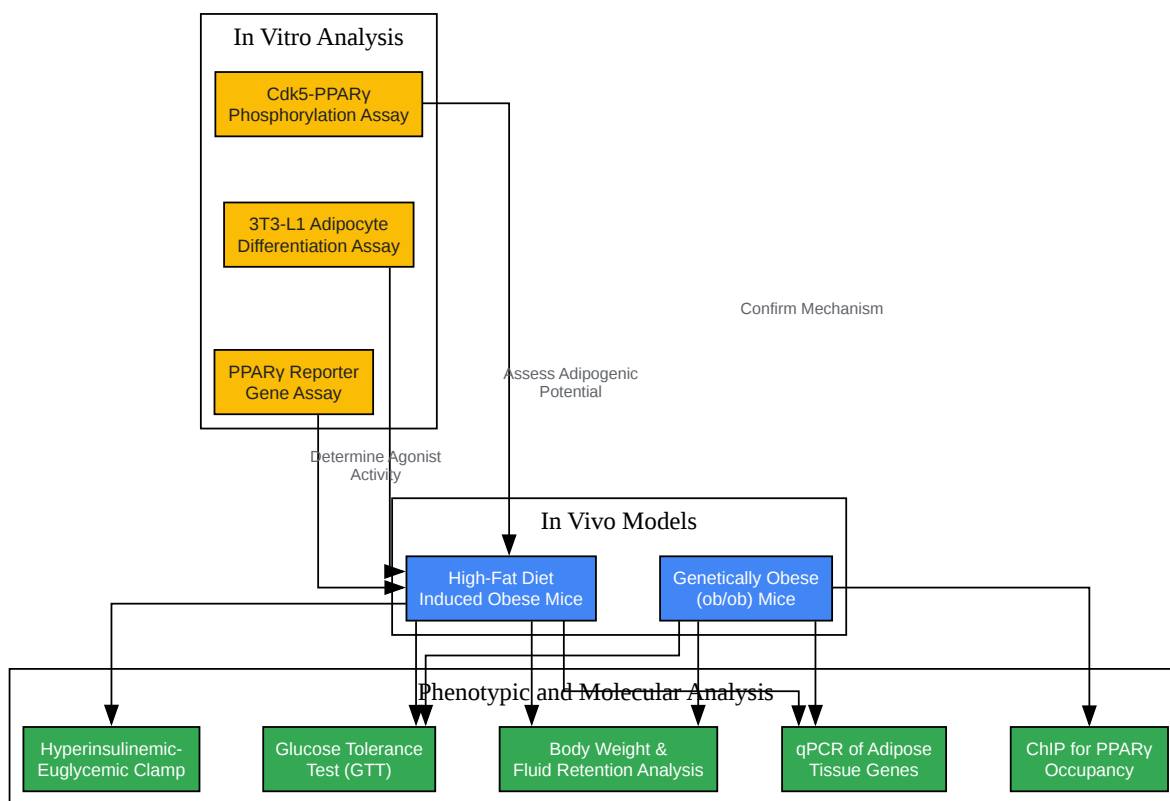 In Vitro Analysis
Cdk5-PPARγ
Phosphorylation Assay
3T3-L1 Adipocyte
Differentiation Assay
Confirm Mechanism
PPARγ Reporter
Gene Assay
Assess Adipogenic
Potential
Determine Agonist
Activity
In Vivo Models
High-Fat Diet
Induced Obese Mice
Genetically Obese
(ob/ob) Mice
Phenotypic and Molecular Analysis
Hyperinsulinemic-
Euglycemic Clamp
Glucose Tolerance
Test (GTT)
Body Weight &
Fluid Retention Analysis
qPCR of Adipose
Tissue Genes
ChIP for PPARγ
Occupancy